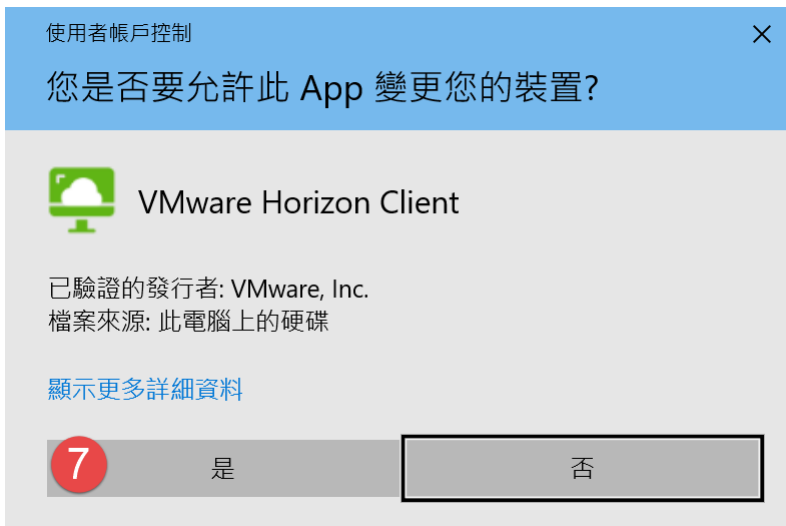 使用者帳戶控制
您是否要允許此 App 變更您的裝置?
VMware Horizon Client
已驗證的發行者: VMware, Inc.
檔案來源: 此電腦上的硬碟
顯示更多詳細資料
7 是 否